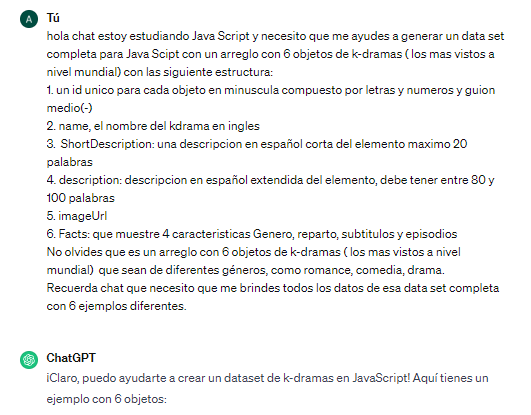 A
Tú
hola chat estoy estudiando Java Script y necesito que me ayudes a generar un data set
completa para Java Scipt con un arreglo con 6 objetos de k-dramas ( los mas vistos a
nivel mundial) con las siguiente estructura:
1. un id unico para cada objeto en minuscula compuesto por letras y numeros y guion
medio(-)
2. name, el nombre del kdrama en ingles
3. ShortDescription: una descripcion en español corta del elemento maximo 20
palabras
4. description: descripcion en español extendida del elemento, debe tener entre 80 y
100 palabras
5. imageUrl
6. Facts: que muestre 4 caracteristicas Genero, reparto, subtitulos y episodios
No olvides que es un arreglo con 6 objetos de k-dramas ( los mas vistos a nivel
mundial) que sean de diferentes géneros, como romance, comedia, drama.
Recuerda chat que necesito que me brindes todos los datos de esa data set completa
con 6 ejemplos diferentes.
ChatGPT
¡Claro, puedo ayudarte a crear un dataset de k-dramas en JavaScript! Aquí tienes un
ejemplo con 6 objetos: